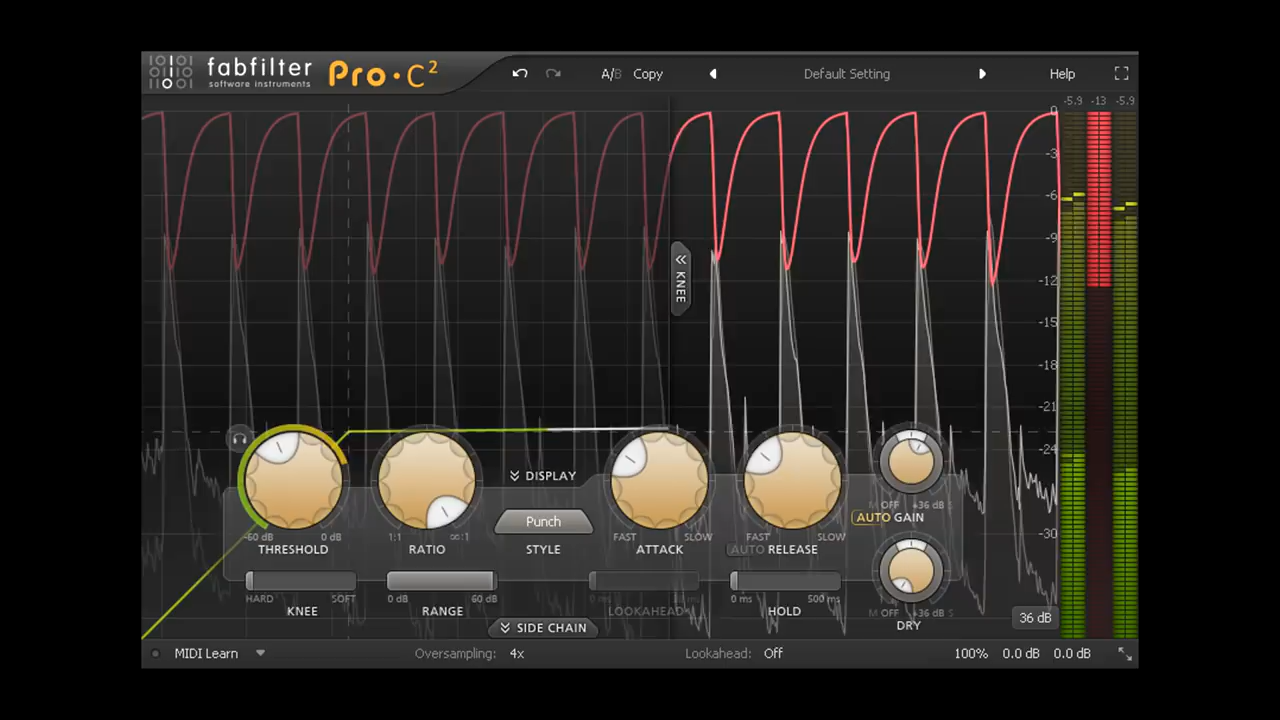 fabfilter
software instruments
Pro·C²
A/B Copy
Default Setting
Help
-5.9 -13 -5.9
0
-3
-6
-9
-12
-15
-18
-21
-24
-30
KNEE
DISPLAY
Punch
STYLE
-60 dB 0 dB
THRESHOLD
1:1 ∞:1
RATIO
FAST SLOW
ATTACK
FAST SLOW
AUTO RELEASE
OFF +36 dB S
AUTO GAIN
HARD SOFT
KNEE
0 dB 60 dB
RANGE
LOOKAHEAD
0 ms 500 ms
HOLD
M OFF +36 dB S
DRY
36 dB
SIDE CHAIN
MIDI Learn
Oversampling: 4x
Lookahead: Off
100% 0.0 dB 0.0 dB